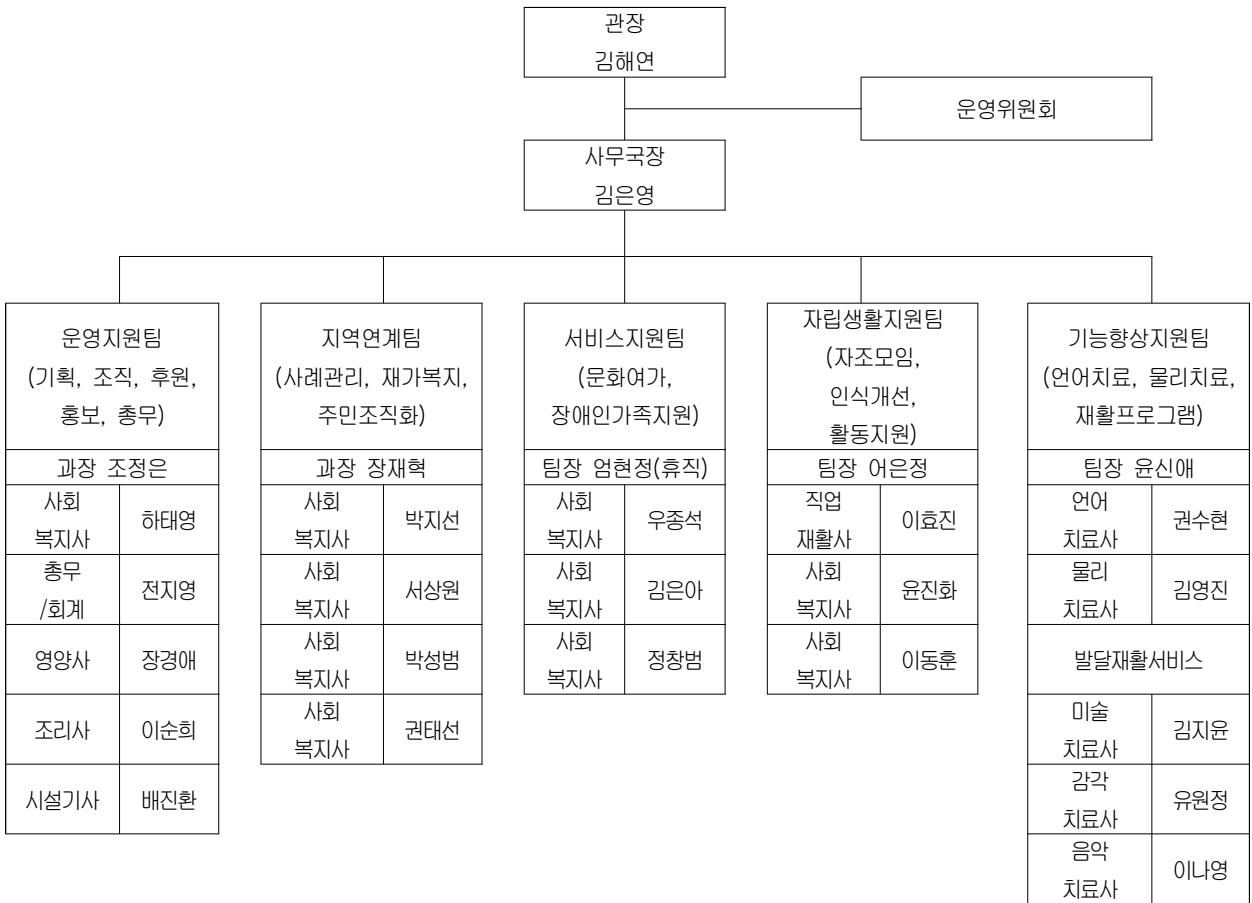 관장
김해연
운영위원회
사무국장
김은영
운영지원팀
(기획, 조직, 후원,
홍보, 총무)
과장 조정은
사회
복지사
하태영
총무
/회계
전지영
영양사
장경애
조리사
이순희
시설기사
배진환
지역연계팀
(사례관리, 재가복지,
주민조직화)
과장 장재혁
사회
복지사
박지선
사회
복지사
서상원
사회
복지사
박성범
사회
복지사
권태선
서비스지원팀
(문화여가,
장애인가족지원)
팀장 엄현정(휴직)
사회
복지사
우종석
사회
복지사
김은아
사회
복지사
정창범
자립생활지원팀
(자조모임,
인식개선,
활동지원)
팀장 어은정
직업
재활사
이효진
사회
복지사
윤진화
사회
복지사
이동훈
기능향상지원팀
(언어치료, 물리치료,
재활프로그램)
팀장 윤신애
언어
치료사
권수현
물리
치료사
김영진
발달재활서비스
미술
치료사
김지윤
감각
치료사
유원정
음악
치료사
이나영